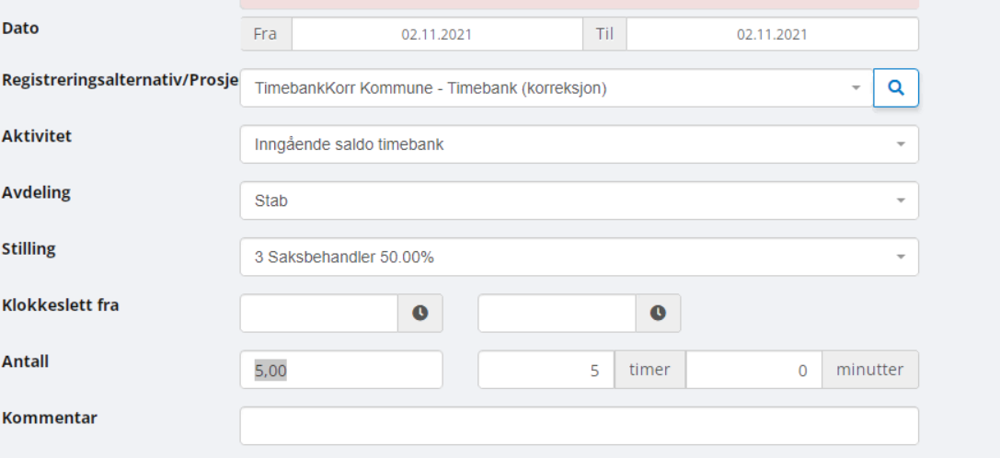 Dato Fra 02.11.2021 Til 02.11.2021
Registreringsalternativ/Prosje TimebankKorr Kommune - Timebank (korreksjon)
Aktivitet Inngående saldo timebank
Avdeling Stab
Stilling 3 Saksbehandler 50.00%
Klokkeslett fra
Antall 5,00 5 timer 0 minutter
Kommentar